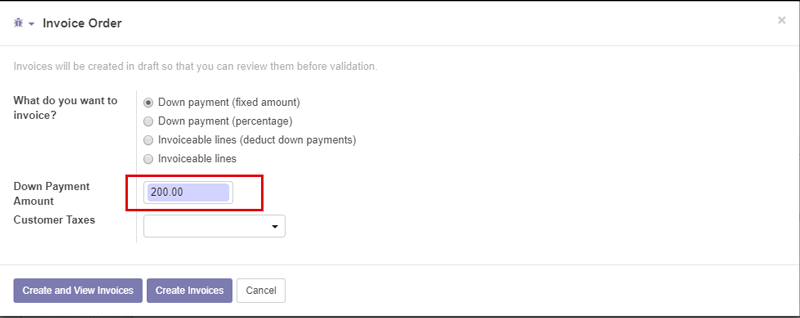 Invoice Order
×
Invoices will be created in draft so that you can review them before validation.
What do you want to
invoice?
Down payment (fixed amount)
Down payment (percentage)
Invoiceable lines (deduct down payments)
Invoiceable lines
Down Payment
Amount
200.00
Customer Taxes
Create and View Invoices
Create Invoices
Cancel